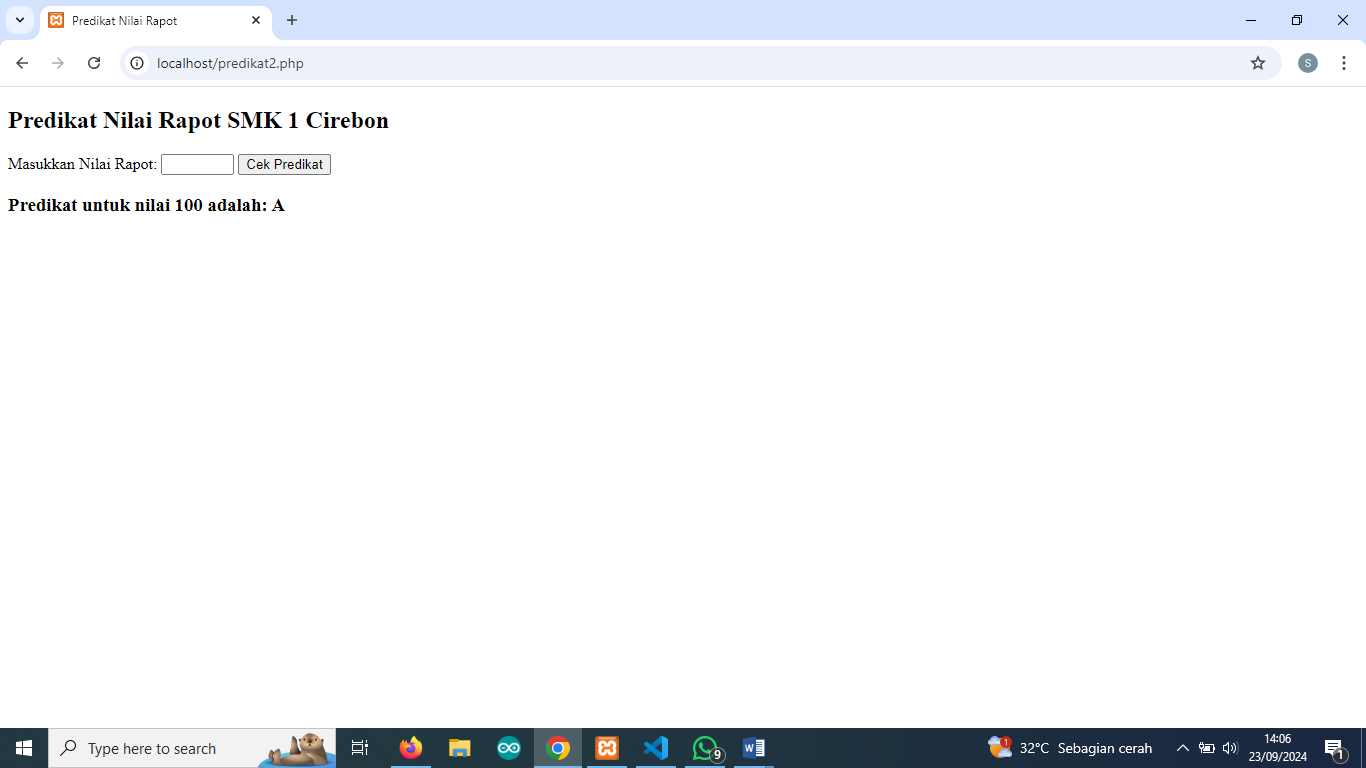 Predikat Nilai Rapot
localhost/predikat2.php
S
Predikat Nilai Rapot SMK 1 Cirebon
Masukkan Nilai Rapot: Cek Predikat
Predikat untuk nilai 100 adalah: A
Type here to search
9
1
32°C Sebagian cerah
14:06
23/09/2024
1